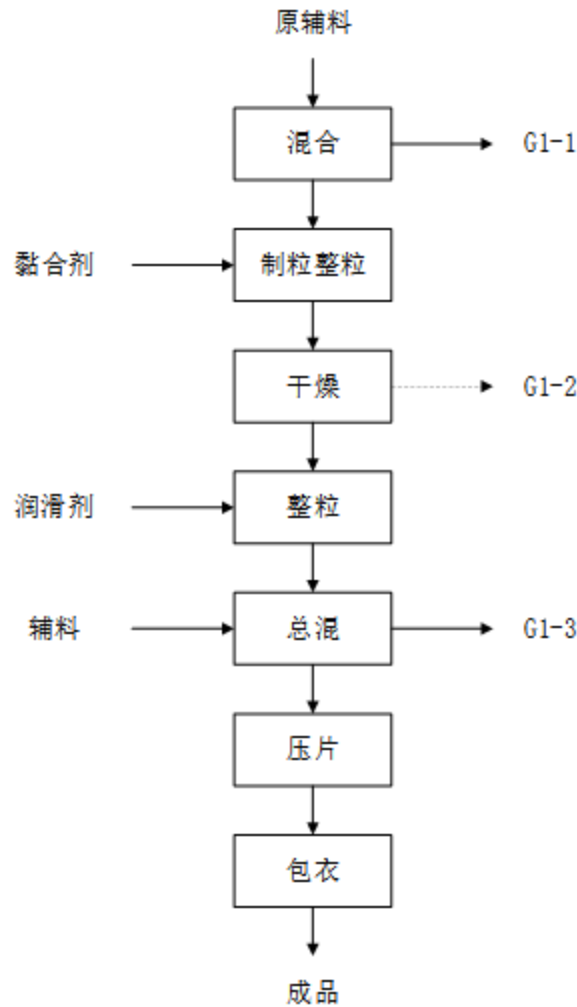 原辅料
混合
G1-1
黏合剂
制粒整粒
干燥
G1-2
润滑剂
整粒
辅料
总混
G1-3
压片
包衣
成品